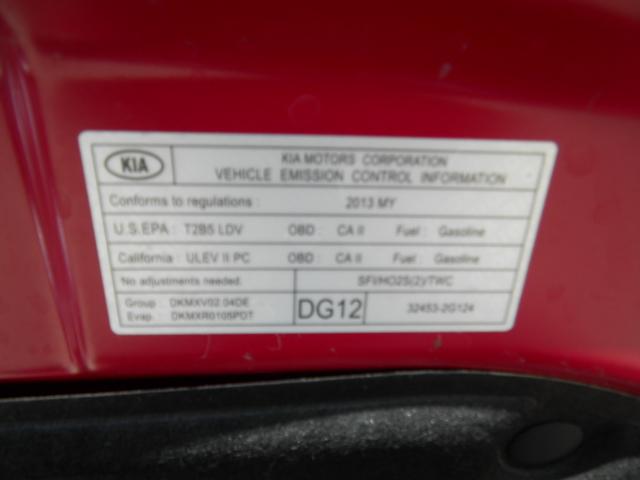 KIA
KIA MOTORS CORPORATION
VEHICLE EMISSION CONTROL INFORMATION
Conforms to regulations : 2013 MY
U.S.EPA : T2B5 LDV OBD : CA II Fuel : Gasoline
California : ULEV II PC OBD : CA II Fuel : Gasoline
No adjustments needed. SFI/HO2S(2)/TWC
Group : DKMXV02.04DE
Evap. : DKMXR0105PDT
DG12
32453-2G124